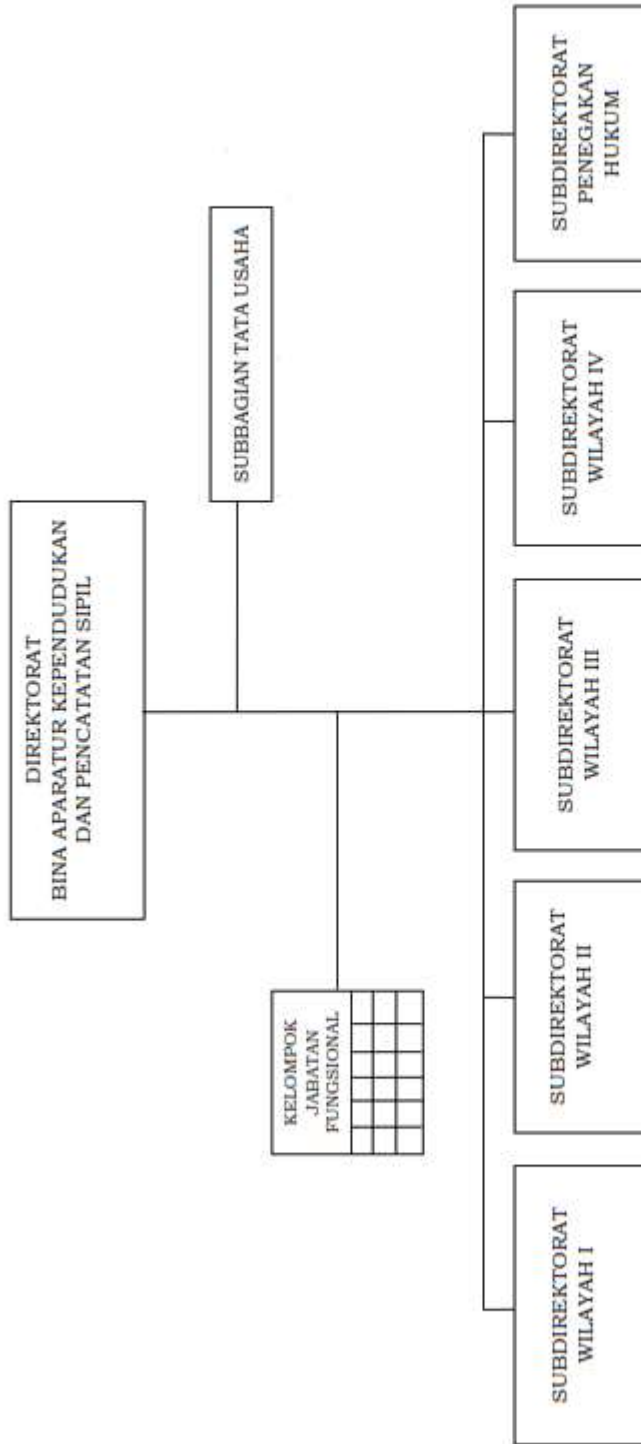 DIREKTORAT
BINA APARATUR KEPENDUDUKAN
DAN PENCATATAN SIPIL
SUBBAGIAN TATA USAHA
KELOMPOK
JABATAN
FUNGSIONAL
SUBDIREKTORAT
WILAYAH I
SUBDIREKTORAT
WILAYAH II
SUBDIREKTORAT
WILAYAH III
SUBDIREKTORAT
WILAYAH IV
SUBDIREKTORAT
PENEGAKAN
HUKUM